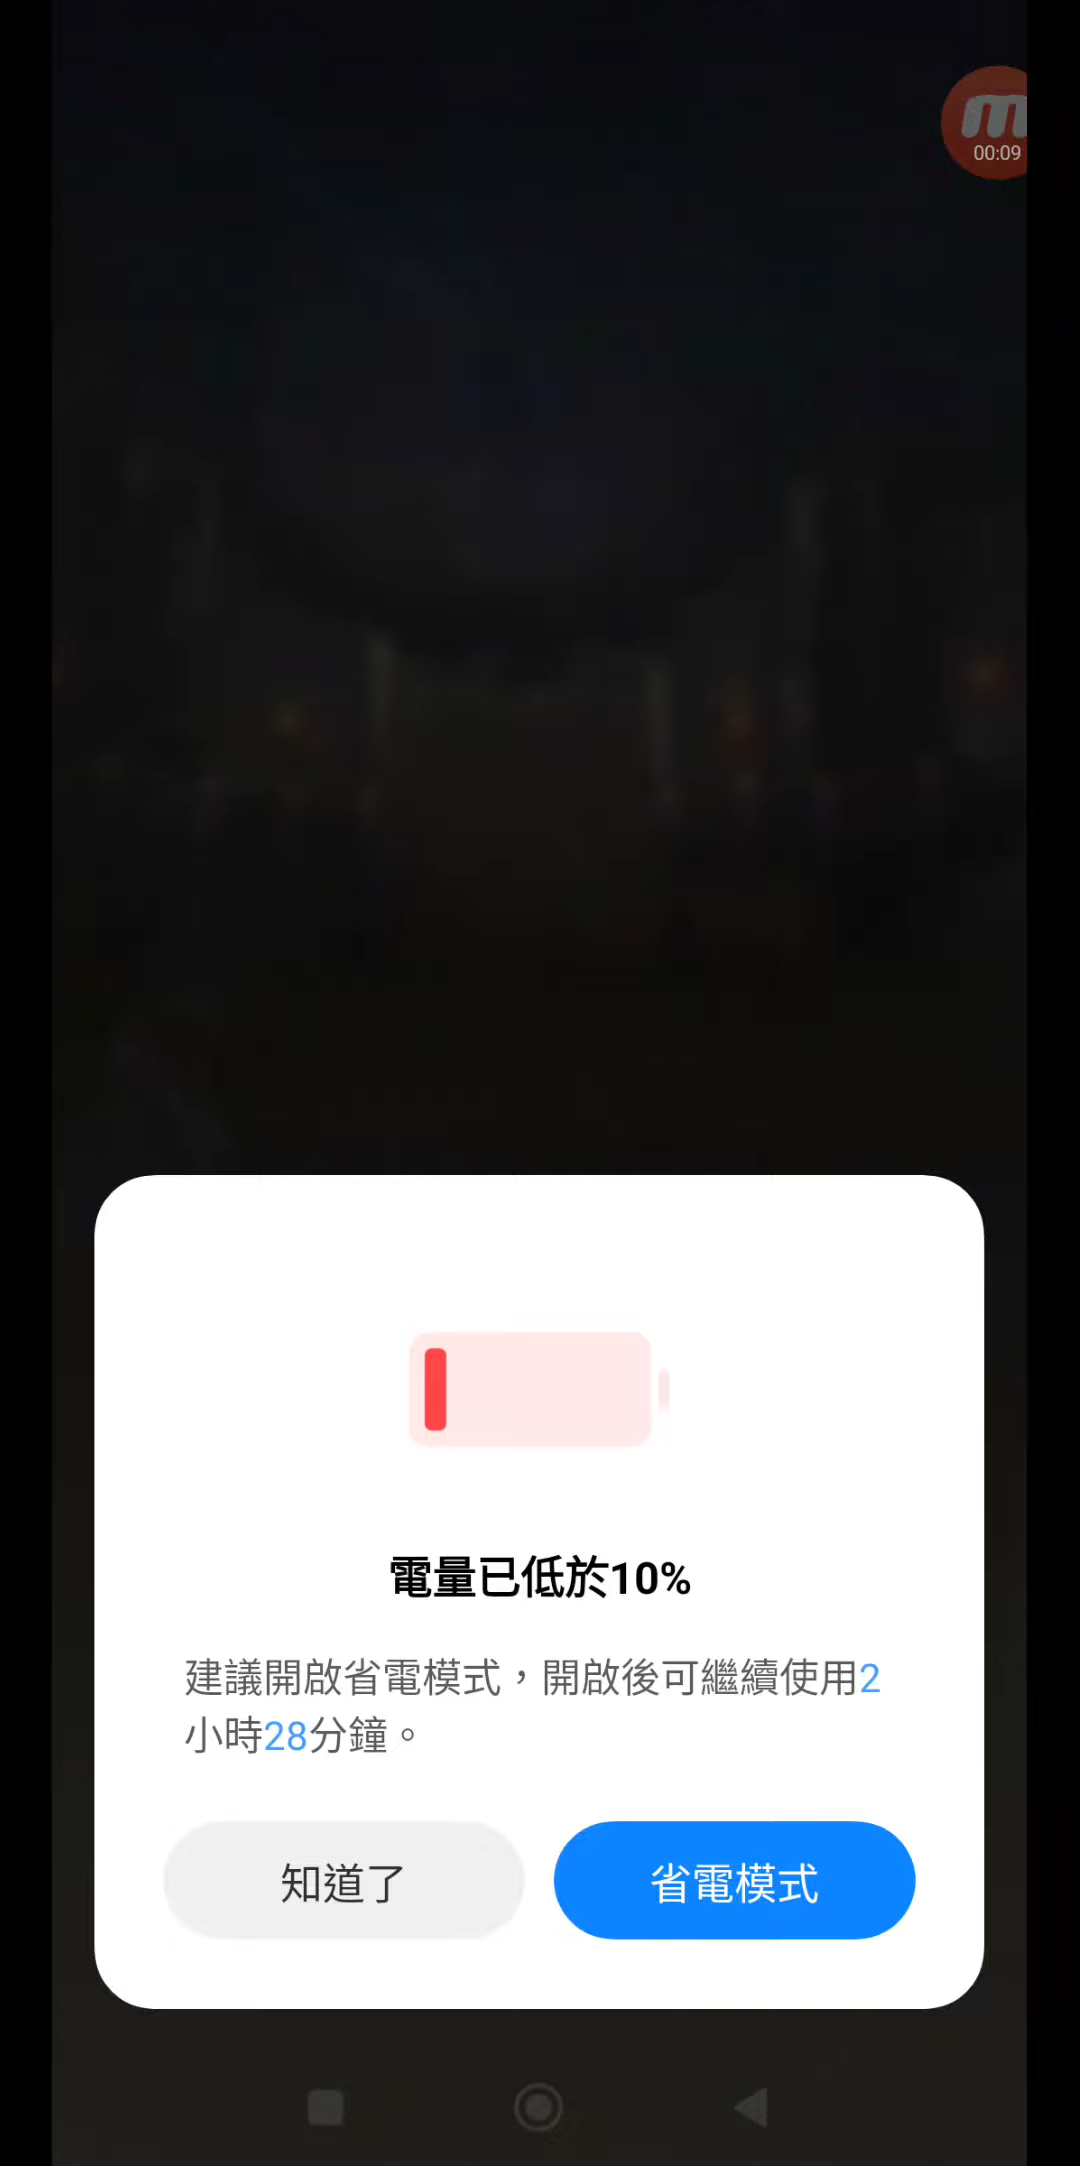 00:09
電量已低於10%
建議開啟省電模式，開啟後可繼續使用2
小時28分鐘。
知道了
省電模式